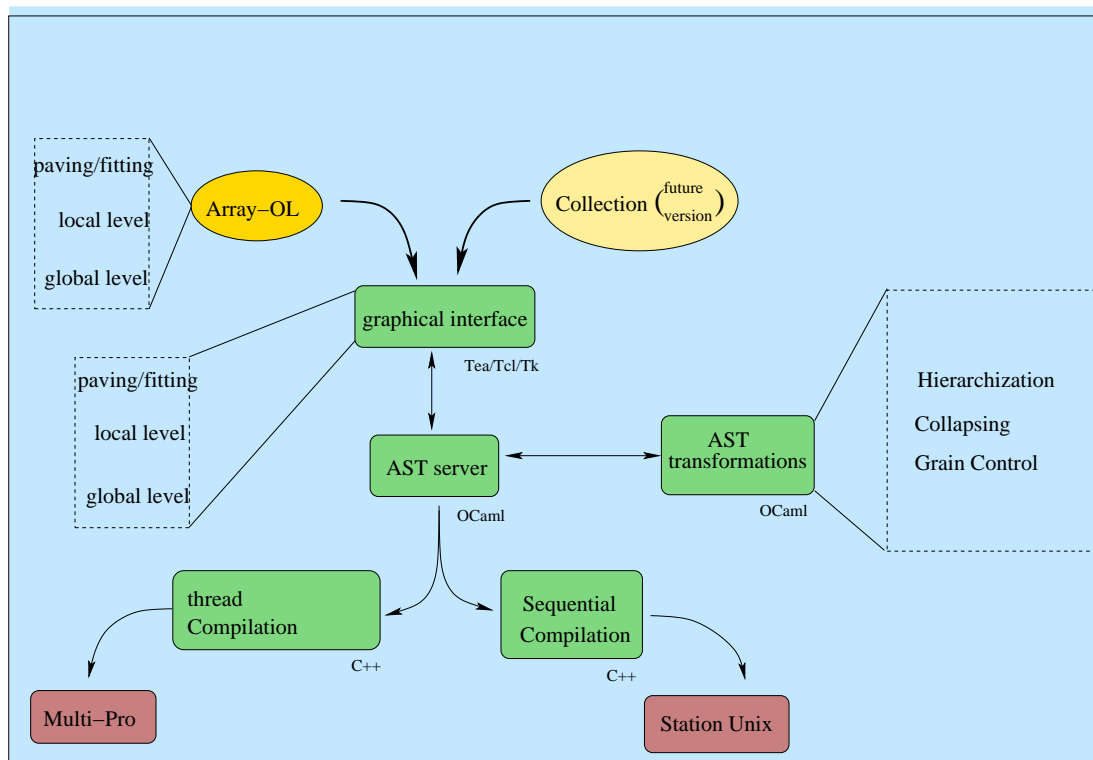 paving/fitting
local level
global level
Array−OL
Collection (future version)
graphical interface
Tea/Tcl/Tk
paving/fitting
local level
global level
AST server
OCaml
AST
transformations
OCaml
Hierarchization
Collapsing
Grain Control
thread
Compilation
C++
Sequential
Compilation
C++
Multi−Pro
Station Unix